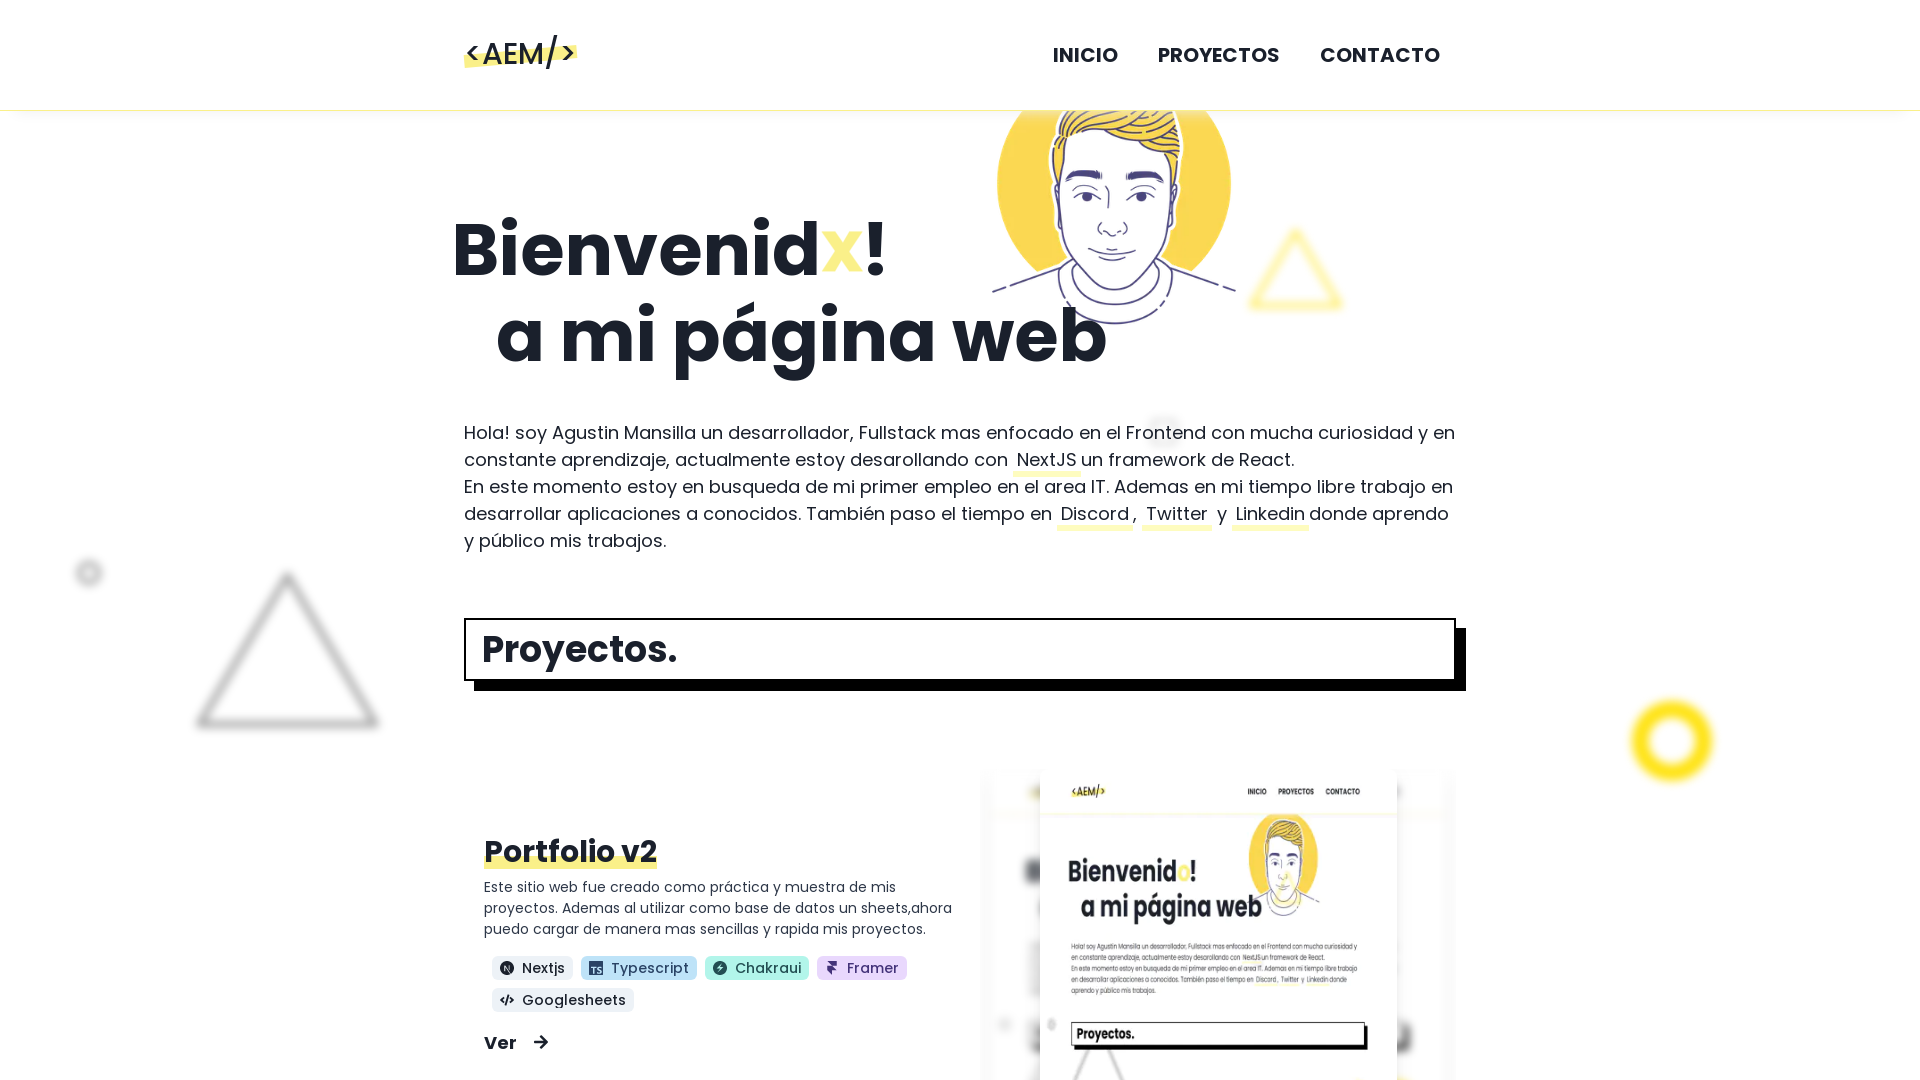 <AEM/>
INICIO PROYECTOS CONTACTO
Bienvenidx!
a mi página web
Hola! soy Agustin Mansilla un desarrollador, Fullstack mas enfocado en el Frontend con mucha curiosidad y en
constante aprendizaje, actualmente estoy desarollando con NextJS un framework de React.
En este momento estoy en busqueda de mi primer empleo en el area IT. Ademas en mi tiempo libre trabajo en
desarrollar aplicaciones a conocidos. También paso el tiempo en Discord, Twitter y Linkedin donde aprendo
y público mis trabajos.
Proyectos.
Portfolio v2
Este sitio web fue creado como práctica y muestra de mis
proyectos. Ademas al utilizar como base de datos un sheets,ahora
puedo cargar de manera mas sencillas y rapida mis proyectos.
Nextjs Typescript Chakraui Framer
Googlesheets
Ver
<AEM/>
INICIO PROYECTOS CONTACTO
Bienvenido!
a mi página web
Hola! soy Agustin Mansilla un desarrollador, Fullstack mas enfocado en el Frontend con mucha curiosidad y
en constante aprendizaje, actualmente estoy desarollando con NextJS un framework de React.
En este momento estoy en busqueda de mi primer empleo en el area IT. Ademas en mi tiempo libre trabajo
en desarrollar aplicaciones a conocidos. También paso el tiempo en Discord, Twitter y Linkedin donde
aprendo y público mis trabajos.
Proyectos.